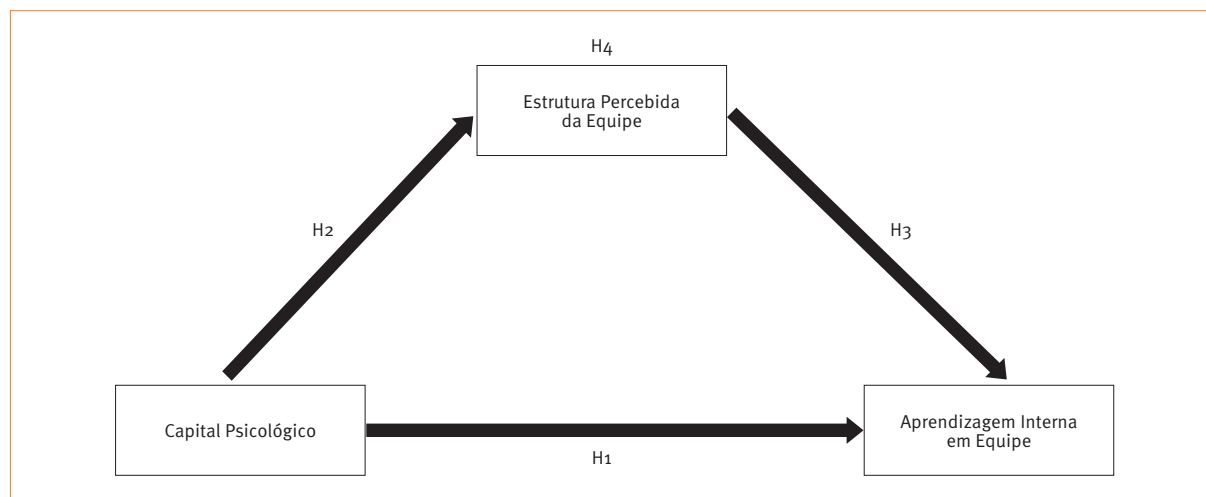 H4
Estrutura Percebida
da Equipe
H2
H3
Capital Psicológico
Aprendizagem Interna
em Equipe
H1